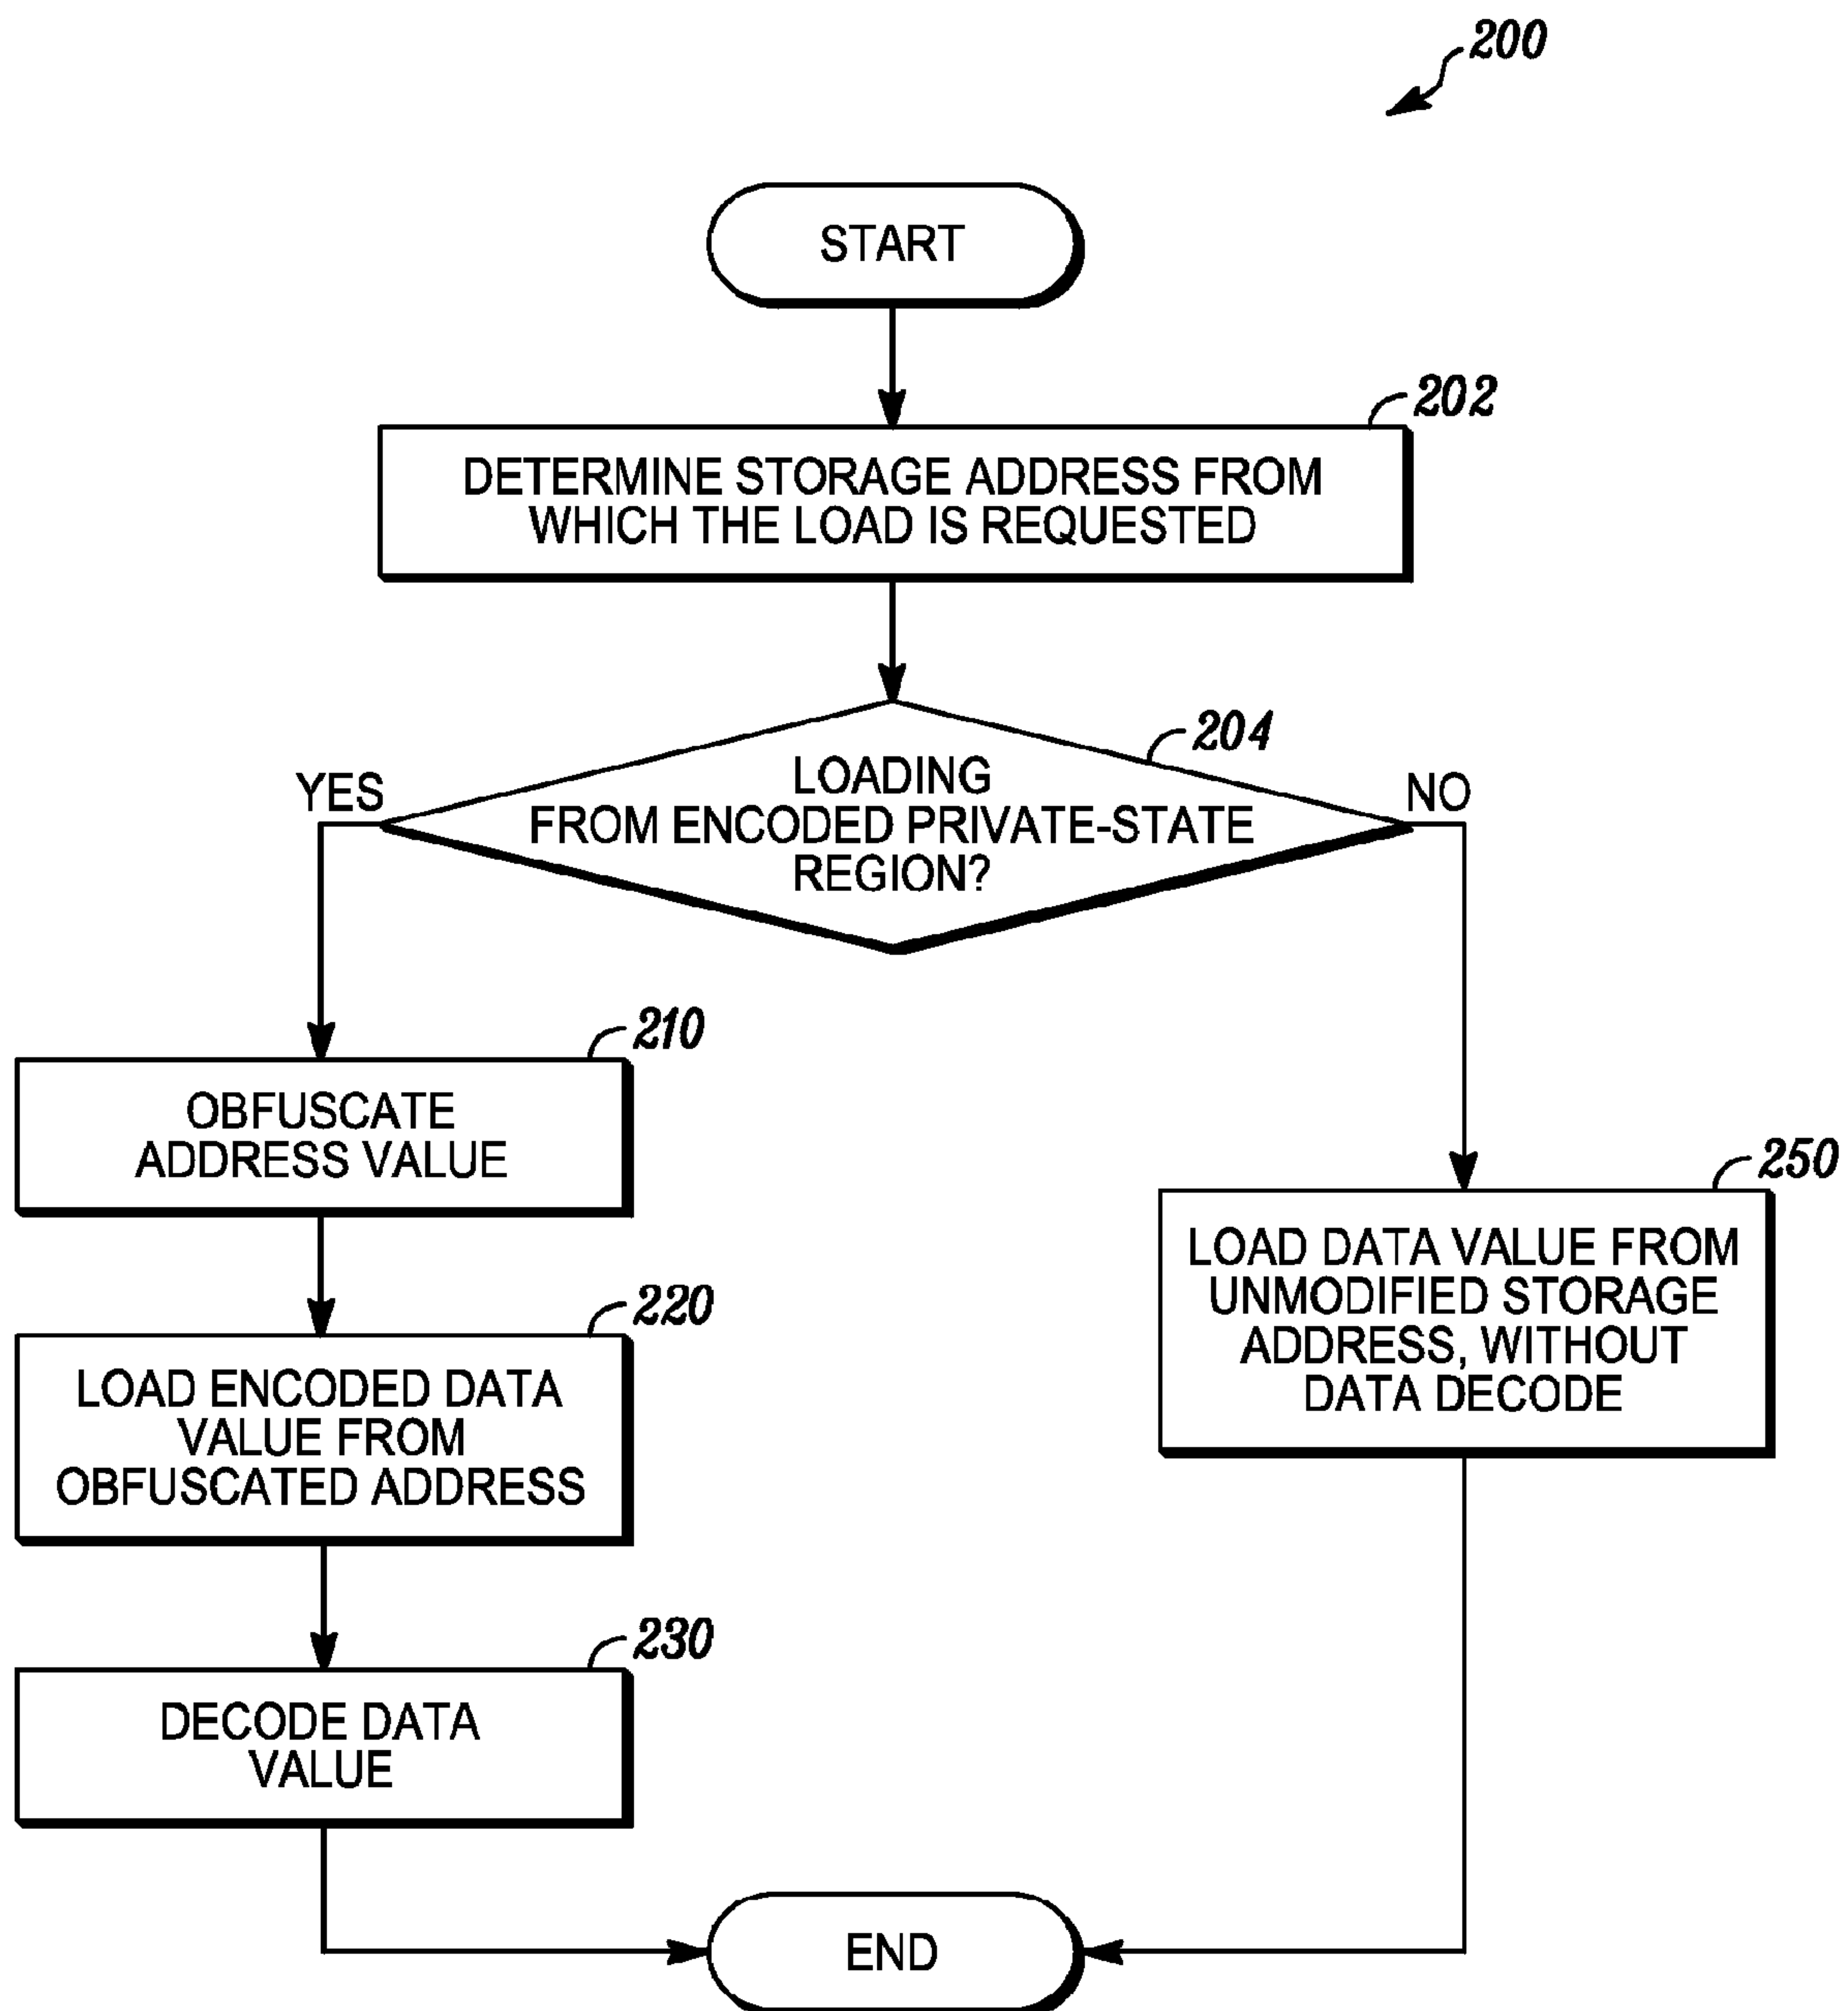 200
START
202
DETERMINE STORAGE ADDRESS FROM
WHICH THE LOAD IS REQUESTED
204
LOADING
FROM ENCODED PRIVATE-STATE
REGION?
YES
NO
210
OBFUSCATE
ADDRESS VALUE
220
LOAD ENCODED DATA
VALUE FROM
OBFUSCATED ADDRESS
230
DECODE DATA
VALUE
250
LOAD DATA VALUE FROM
UNMODIFIED STORAGE
ADDRESS, WITHOUT
DATA DECODE
END